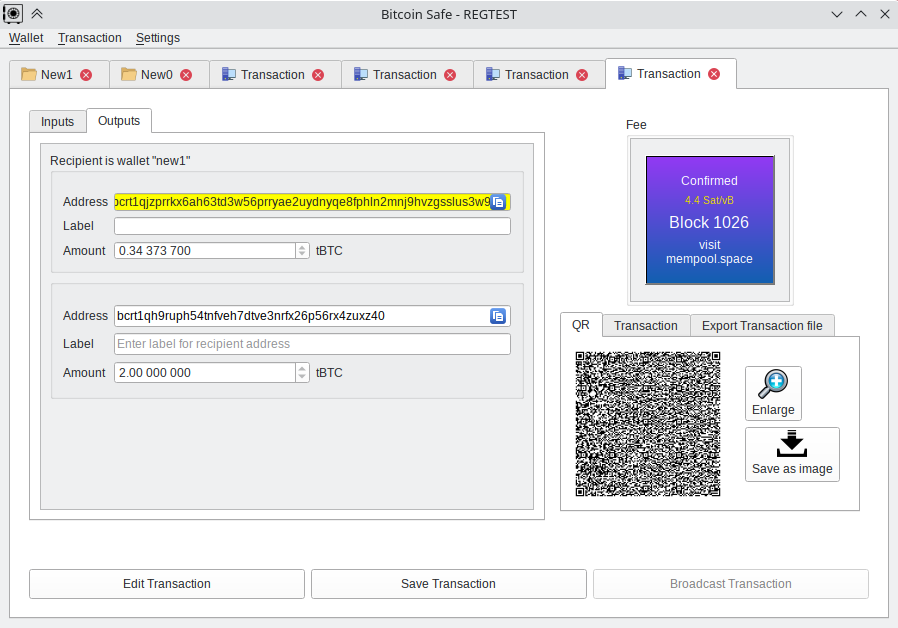 Bitcoin Safe - REGTEST
Wallet Transaction Settings
New1 New0 Transaction Transaction Transaction Transaction
Inputs Outputs
Recipient is wallet "new1"
Address bcrt1qjzprrkx6ah63td3w56prryae2uydnyqe8fphln2mnj9hvzgsslus3w9
Label
Amount 0.34 373 700 tBTC
Address bcrt1qh9ruph54tnfveh7dtve3nrfx26p56rx4zuxz40
Label Enter label for recipient address
Amount 2.00 000 000 tBTC
Fee
Confirmed
4.4 Sat/vB
Block 1026
visit
mempool.space
QR Transaction Export Transaction file
Enlarge
Save as image
Edit Transaction Save Transaction Broadcast Transaction